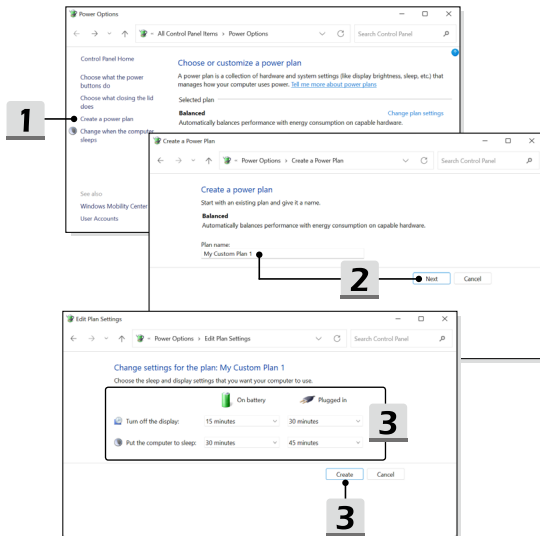 Power Options
All Control Panel Items > Power Options
Search Control Panel
Control Panel Home
Choose what the power
buttons do
Choose what closing the lid
does
Create a power plan
Change when the computer
sleeps
See also
Windows Mobility Center
User Accounts
Choose or customize a power plan
A power plan is a collection of hardware and system settings (like display brightness, sleep, etc.) that
manages how your computer uses power. Tell me more about power plans
Selected plan
Balanced
Change plan settings
Automatically balances performance with energy consumption on capable hardware.
1
Create a Power Plan
Power Options > Create a Power Plan
Search Control Panel
Create a power plan
Start with an existing plan and give it a name.
Balanced
Automatically balances performance with energy consumption on capable hardware.
Plan name:
My Custom Plan 1
2
Next
Cancel
Edit Plan Settings
Power Options > Edit Plan Settings
Search Control Panel
Change settings for the plan: My Custom Plan 1
Choose the sleep and display settings that you want your computer to use.
On battery
Plugged in
Turn off the display:
15 minutes
30 minutes
Put the computer to sleep:
30 minutes
45 minutes
3
Create
Cancel
3